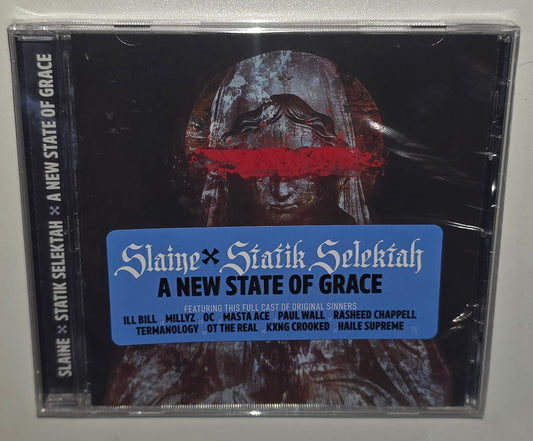 SLAINE × STATIK SELEKTAH × A NEW STATE OF GRACE
Slaine × Statik Selektah
A NEW STATE OF GRACE
FEATURING THIS FULL CAST OF ORIGINAL SINNERS
ILL BILL MILLYZ OC MASTA ACE PAUL WALL RASHEED CHAPPELL
TERMANOLOGY OT THE REAL KXNG CROOKED HAILE SUPREME